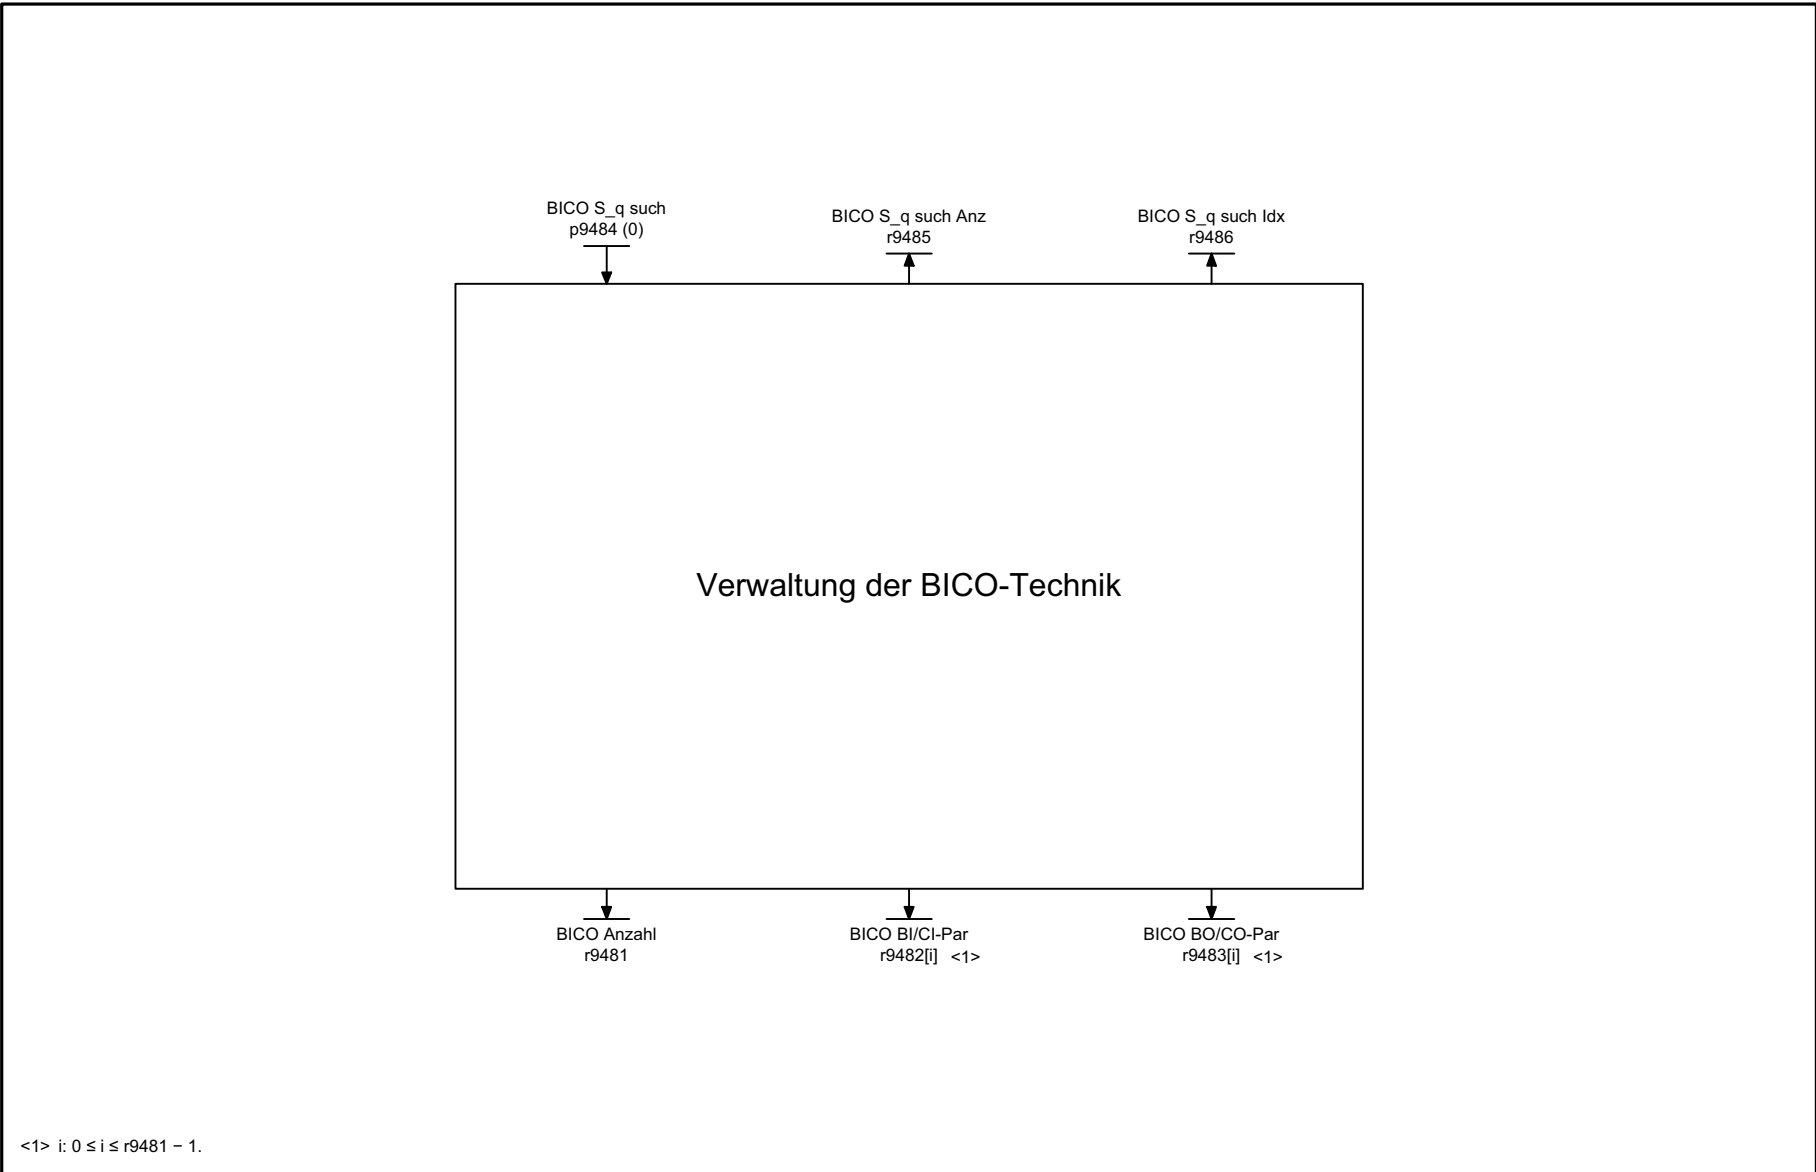 BICO S_q such
p9484 (0)
BICO S_q such Anz
r9485
BICO S_q such Idx
r9486
Verwaltung der BICO-Technik
BICO Anzahl
r9481
BICO BI/CI-Par
r9482[i] <1>
BICO BO/CO-Par
r9483[i] <1>
<1> i: 0 ≤ i ≤ r9481 − 1.